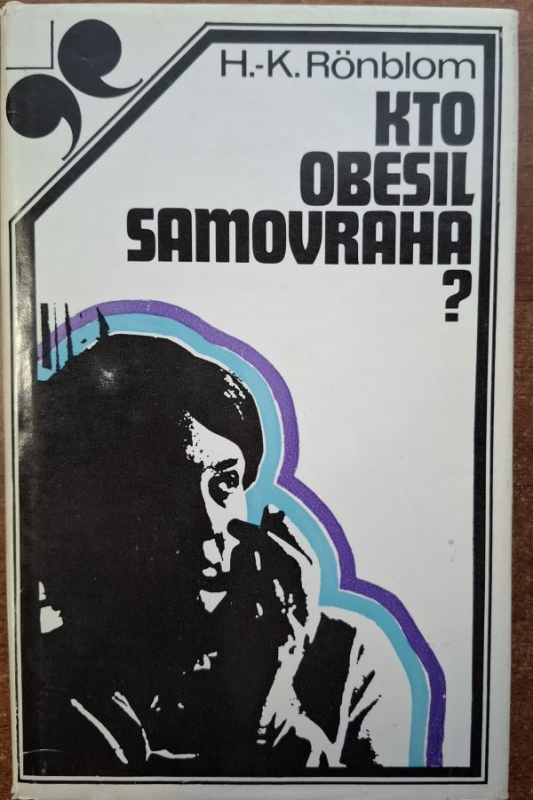 H.-K. Rönblom
KTO
OBESIL
SAMOVRAHA
?